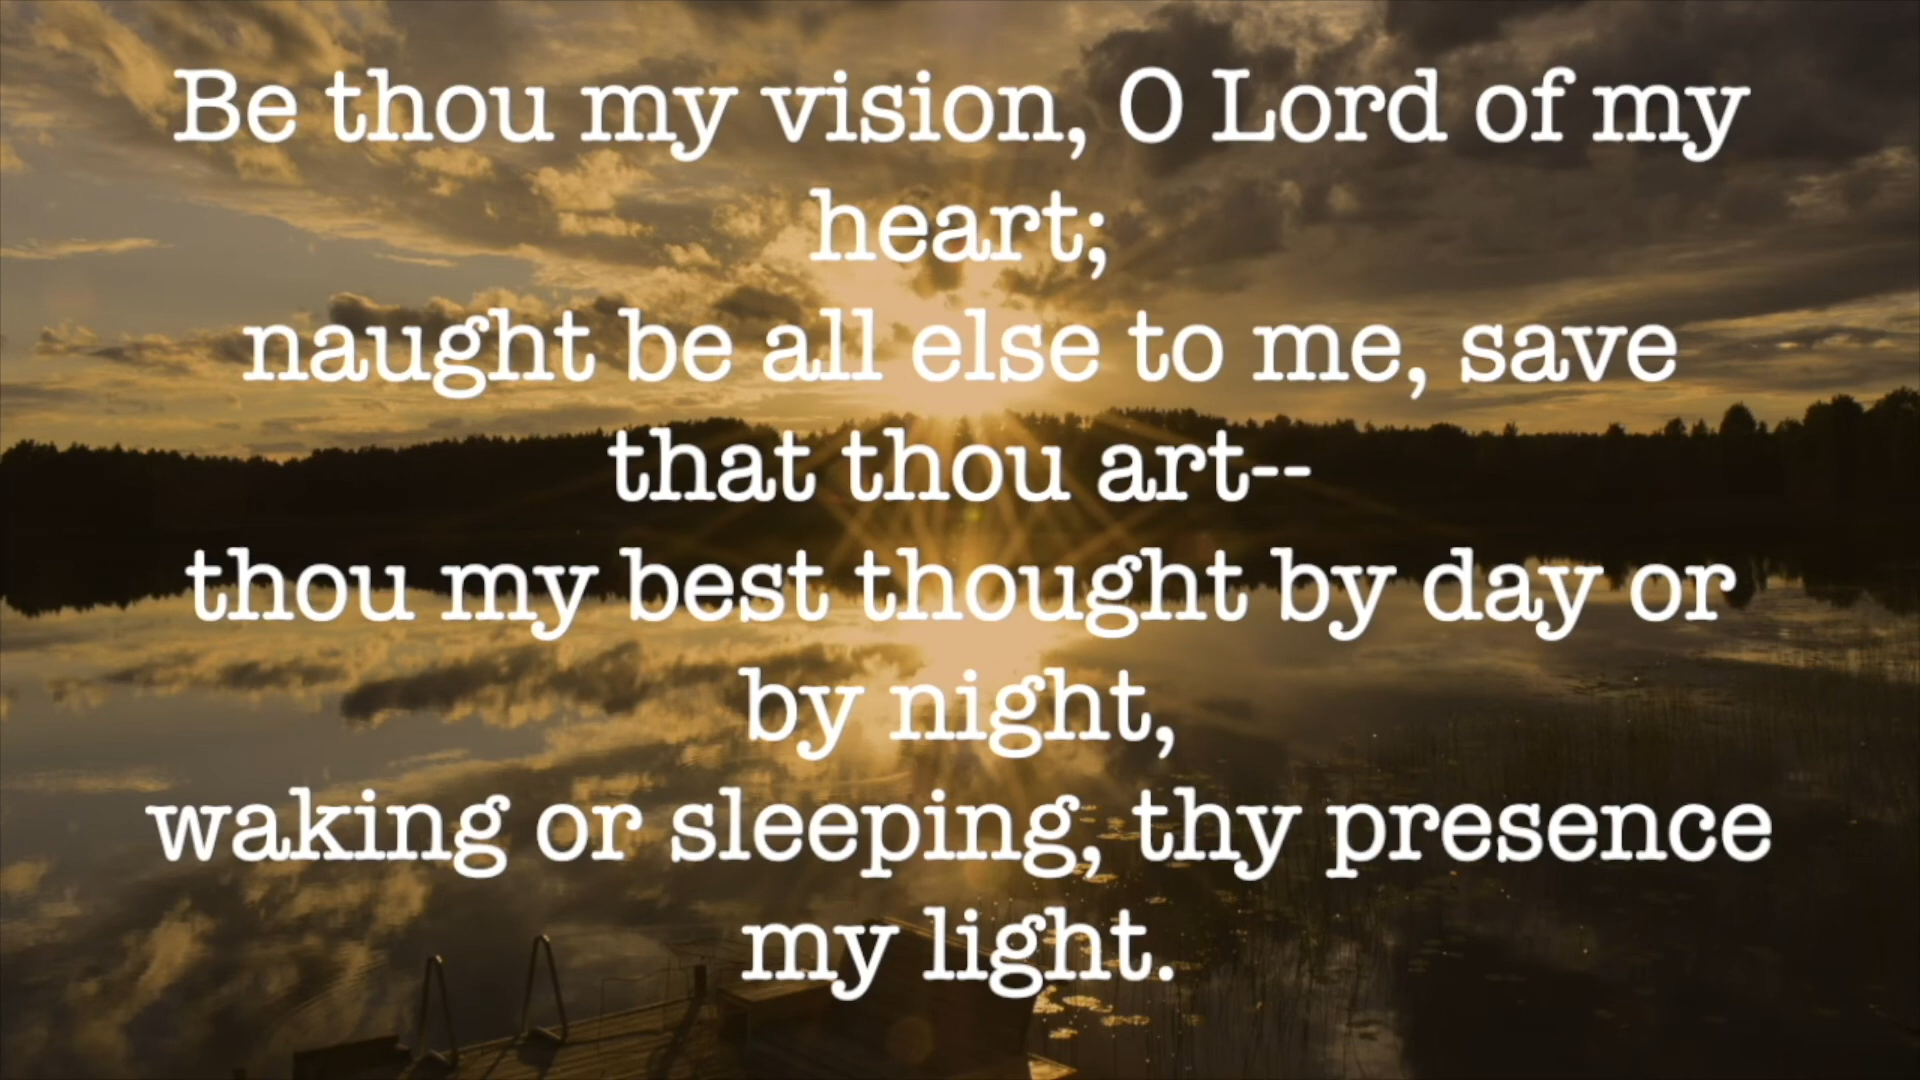 Be thou my vision, O Lord of my
heart;
naught be all else to me, save
that thou art--
thou my best thought by day or
by night,
waking or sleeping, thy presence
my light.